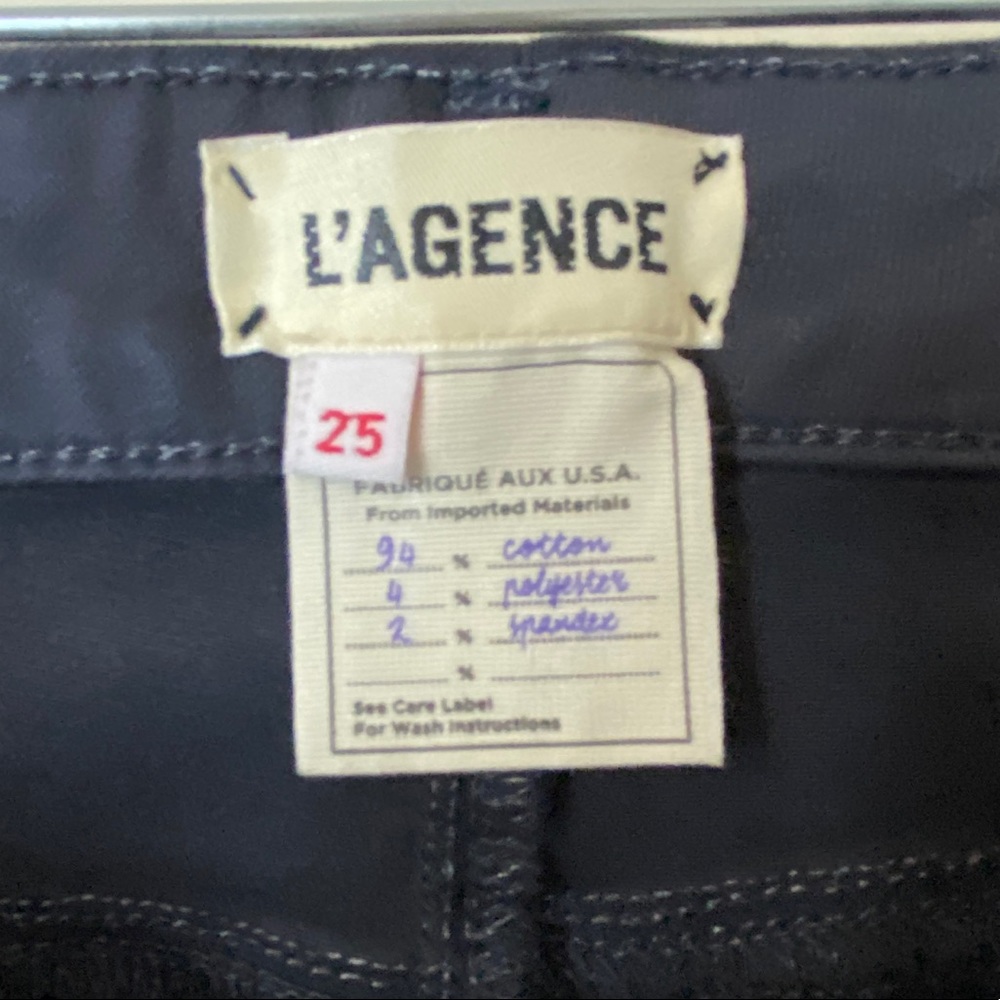 L'AGENCE
25
FABRIQUÉ AUX U.S.A.
From Imported Materials
94 % cotton
4 % polyester
2 % spandex
%
See Care Label
For Wash Instructions